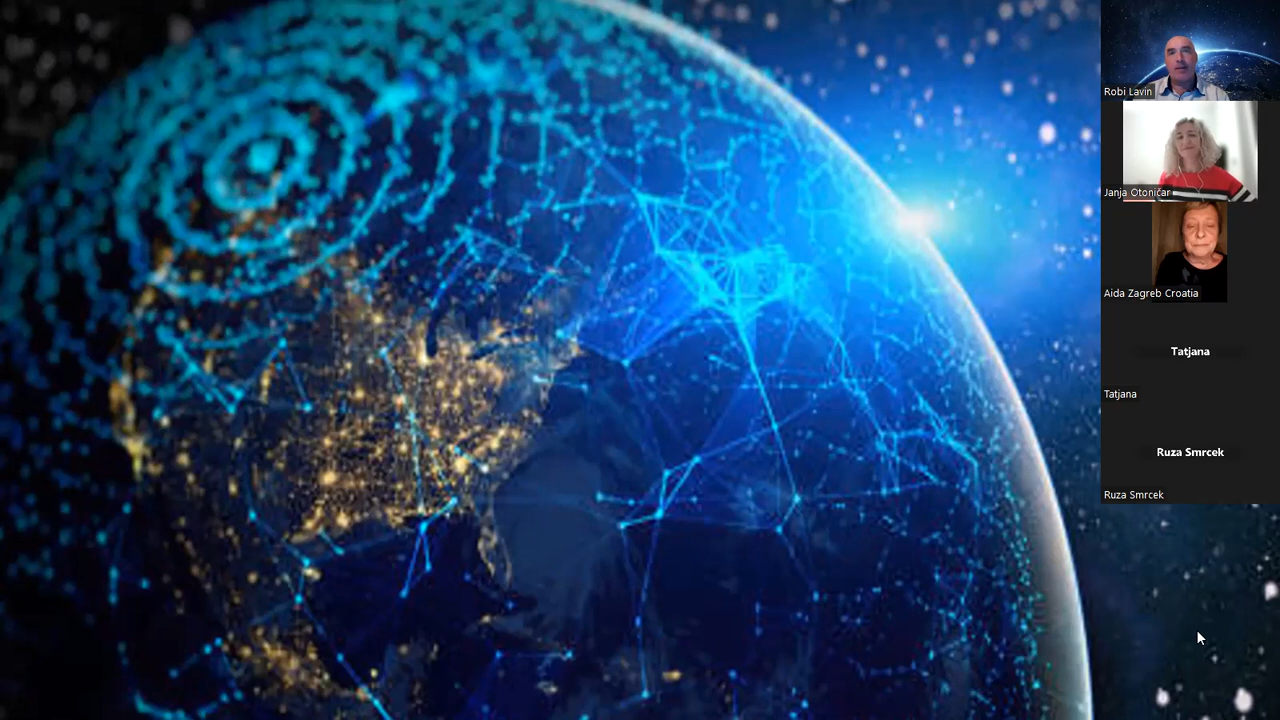 Robi Lavin
Janja Otoničar
Aida Zagreb Croatia
Tatjana
Tatjana
Ruza Smrcek
Ruza Smrcek